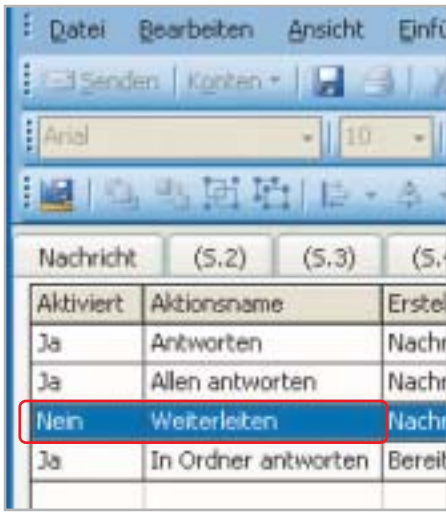 Datei Bearbeiten Ansicht
Senden Konten
Arial 10
Nachricht (S.2) (S.3)
Aktiviert Aktionsname
Ja Antworten
Ja Allen antworten
Nein Weiterleiten
Ja In Ordner antworten